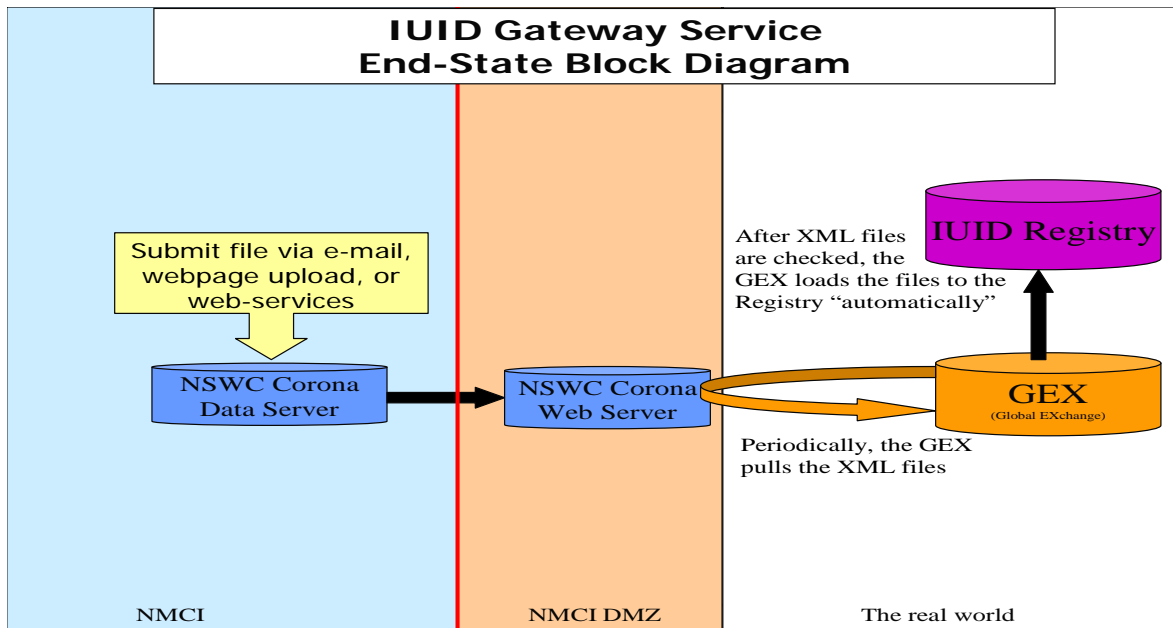 IUID Gateway Service
End-State Block Diagram
Submit file via e-mail,
webpage upload, or
web-services
NSWC Corona
Data Server
NSWC Corona
Web Server
After XML files
are checked, the
GEX loads the files to the
Registry “automatically”
IUID Registry
GEX
(Global EXchange)
Periodically, the GEX
pulls the XML files
NMCI
NMCI DMZ
The real world